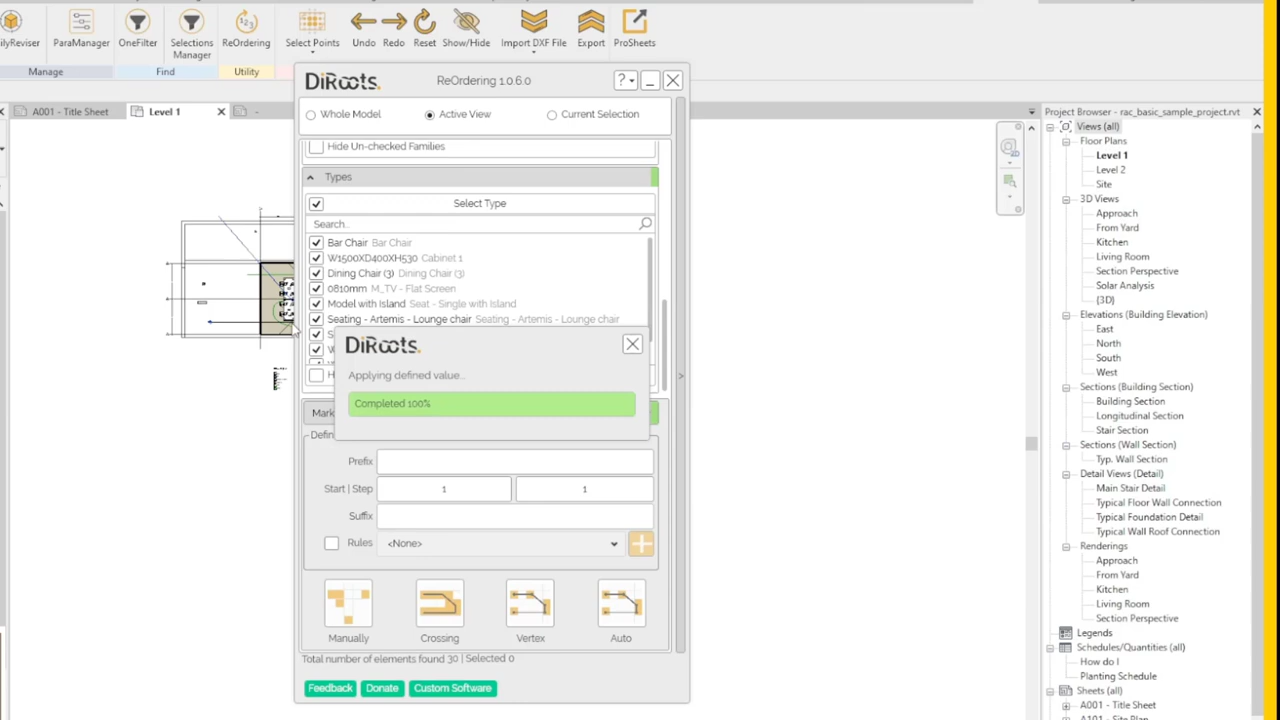 ilyReviser ParaManager OneFilter Selections Manager ReOrdering Select Points Undo Redo Reset Show/Hide Import DXF File Export ProSheets
Manage Find Utility
DiRoots. ReOrdering 1.0.6.0 ?
A001 - Title Sheet Level 1 -
Whole Model Active View Current Selection
Hide Un-checked Families
Types
Select Type
Search...
Bar Chair Bar Chair
W1500XD400XH530 Cabinet 1
Dining Chair (3) Dining Chair (3)
0810mm M_TV - Flat Screen
Model with Island Seat - Single with Island
Seating - Artemis - Lounge chair Seating - Artemis - Lounge chair
DiRoots.
Applying defined value...
Completed 100%
Mark
Defin
Prefix
Start | Step 1 1
Suffix
Rules <None>
Manually Crossing Vertex Auto
Total number of elements found 30 | Selected 0
Feedback Donate Custom Software
Project Browser - rac_basic_sample_project.rvt
Views (all)
Floor Plans
Level 1
Level 2
Site
3D Views
Approach
From Yard
Kitchen
Living Room
Section Perspective
Solar Analysis
{3D}
Elevations (Building Elevation)
East
North
South
West
Sections (Building Section)
Building Section
Longitudinal Section
Stair Section
Sections (Wall Section)
Typ. Wall Section
Detail Views (Detail)
Main Stair Detail
Typical Floor Wall Connection
Typical Foundation Detail
Typical Wall Roof Connection
Renderings
Approach
From Yard
Kitchen
Living Room
Section Perspective
Legends
Schedules/Quantities (all)
How do I
Planting Schedule
Sheets (all)
A001 - Title Sheet
A101 - Site Plan